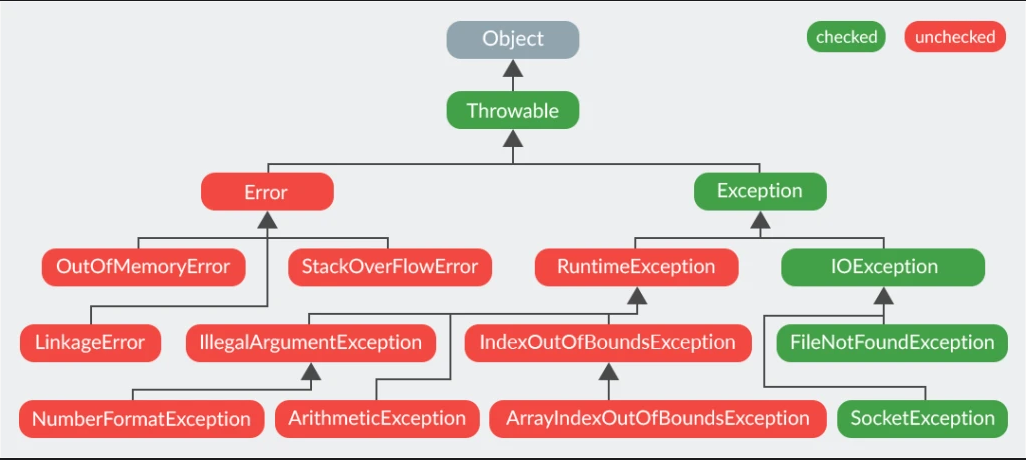 Object
checked
unchecked
Throwable
Error
Exception
OutOfMemoryError
StackOverFlowError
RuntimeException
IOException
LinkageError
IllegalArgumentException
IndexOutOfBoundsException
FileNotFoundException
NumberFormatException
ArithmeticException
ArrayIndexOutOfBoundsException
SocketException